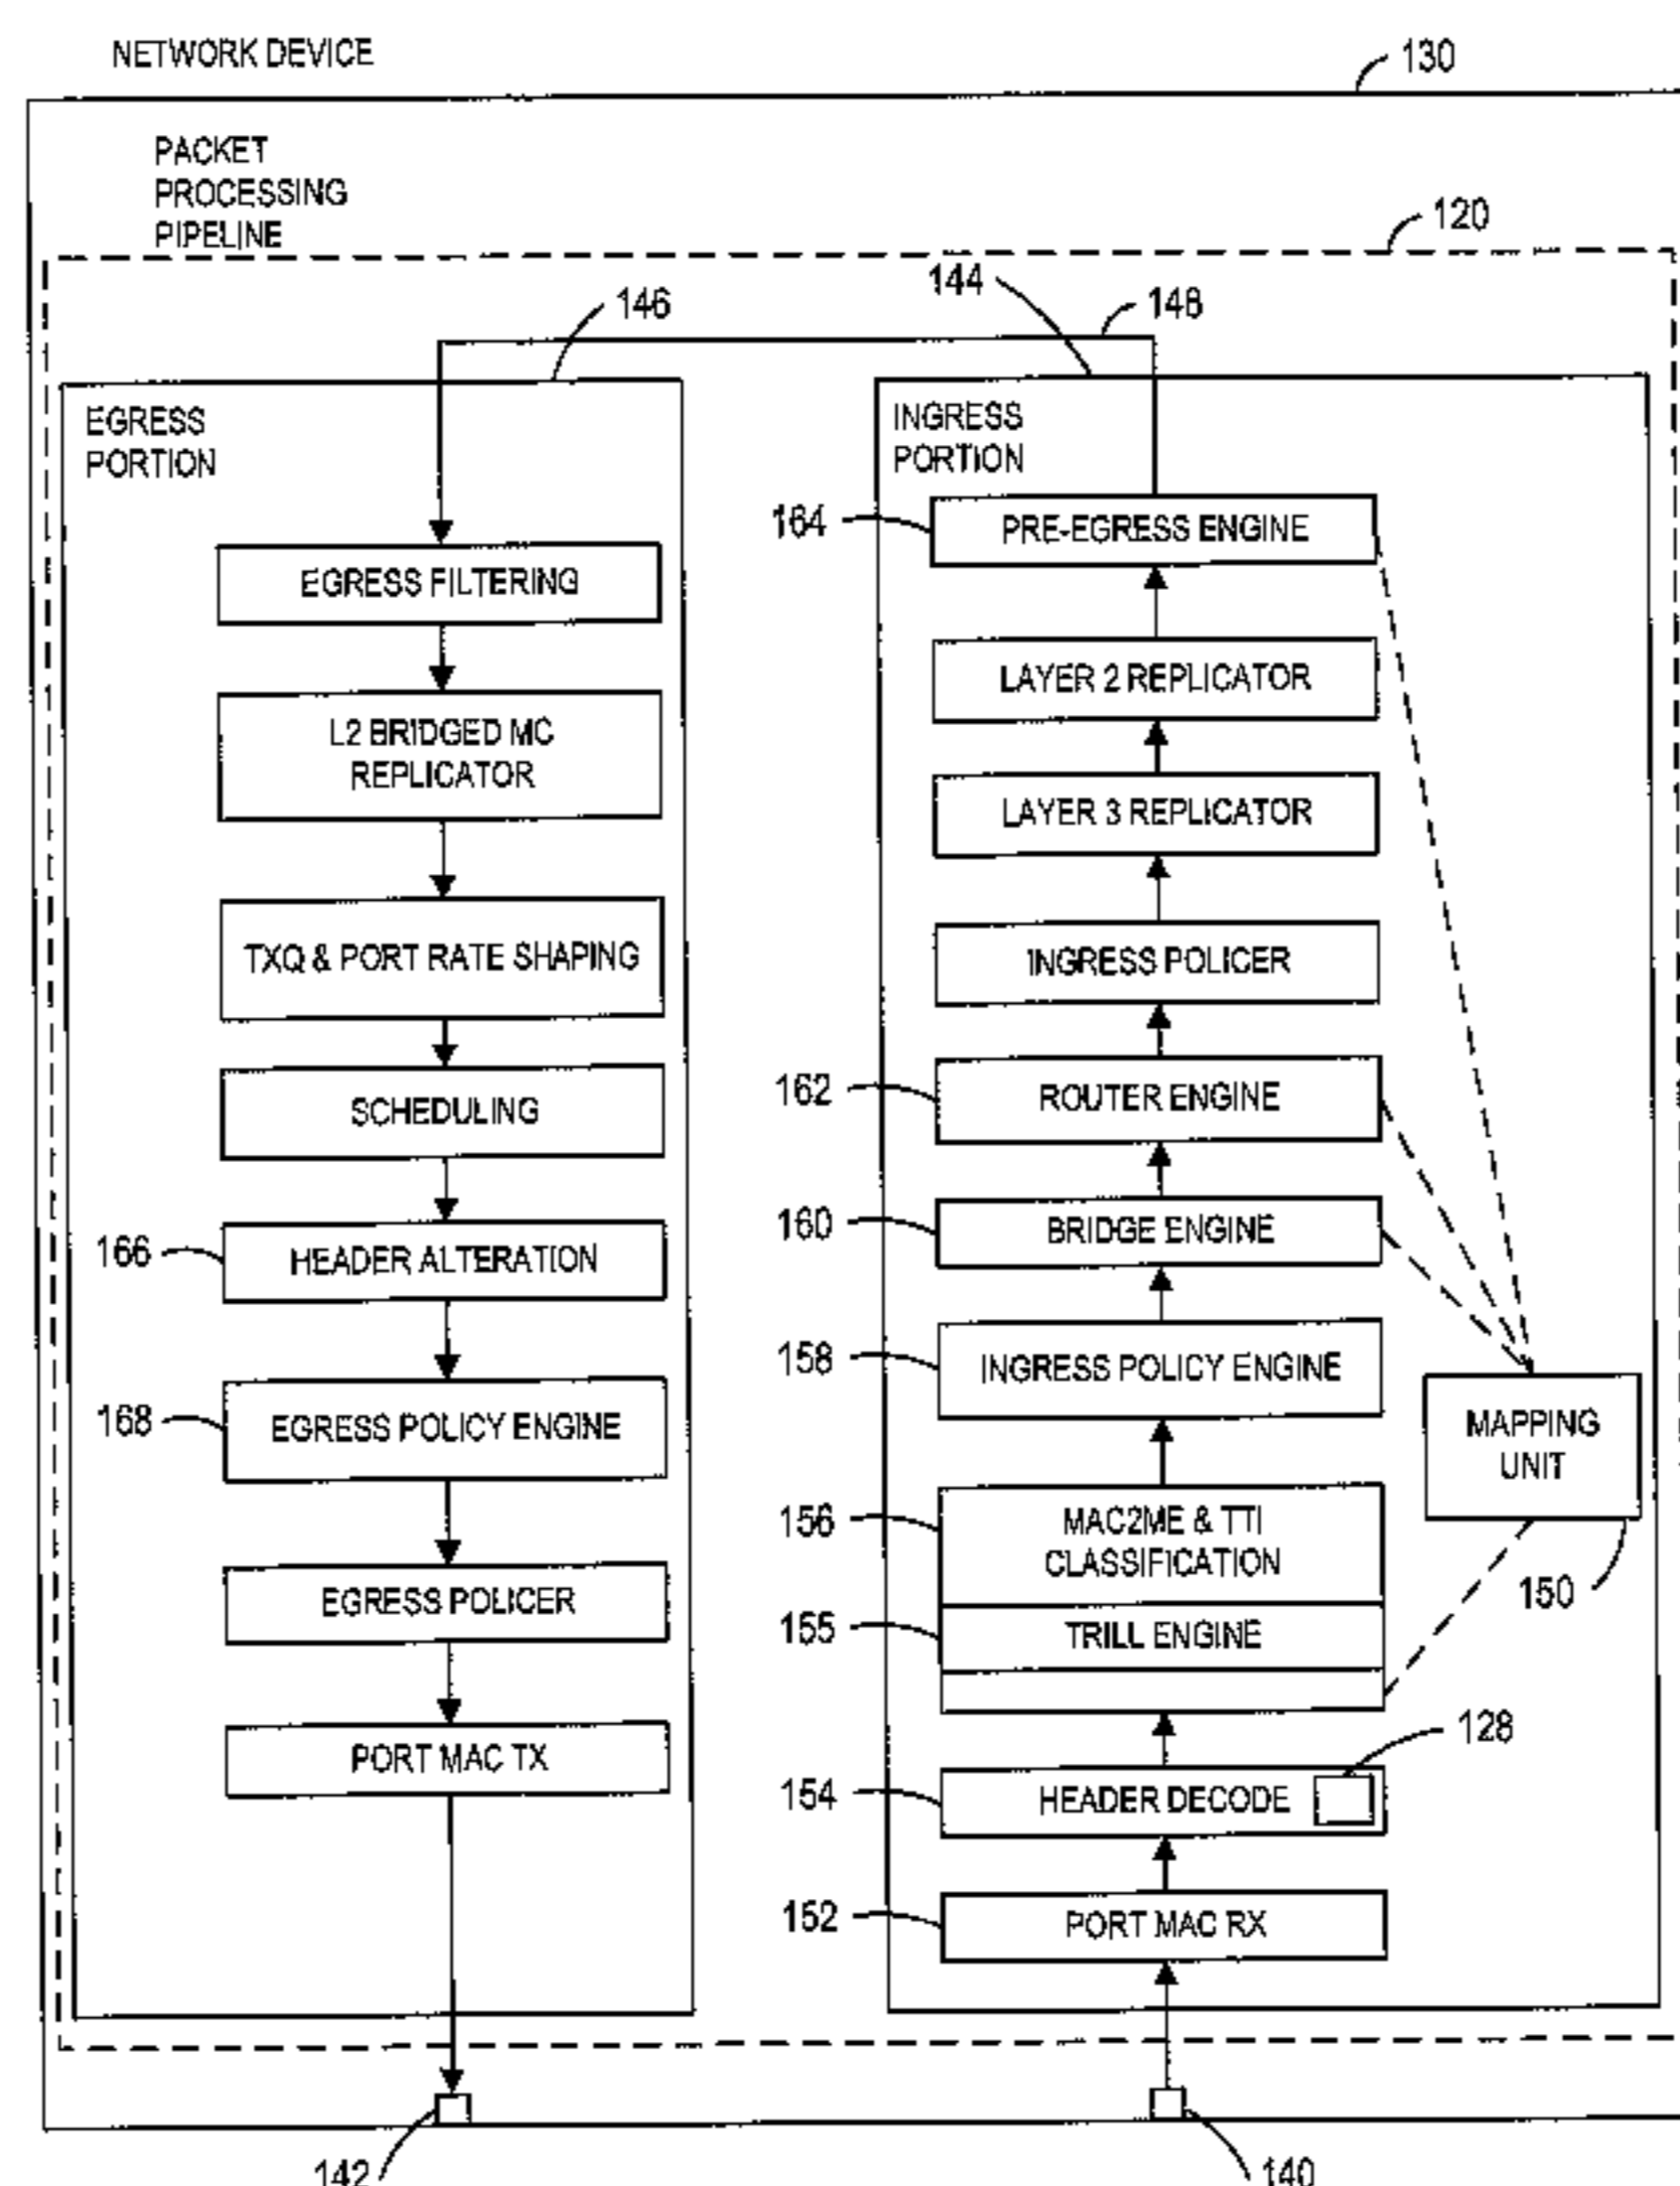 NETWORK DEVICE
130
PACKET
PROCESSING
PIPELINE
120
144
148
146
EGRESS
PORTION
INGRESS
PORTION
164
PRE-EGRESS ENGINE
EGRESS FILTERING
LAYER 2 REPLICATOR
L2 BRIDGED MC
REPLICATOR
LAYER 3 REPLICATOR
TXQ & PORT RATE SHAPING
INGRESS POLICER
162
ROUTER ENGINE
SCHEDULING
160
BRIDGE ENGINE
166
HEADER ALTERATION
158
INGRESS POLICY ENGINE
168
EGRESS POLICY ENGINE
MAPPING
UNIT
156
MAC2ME & TTI
CLASSIFICATION
150
EGRESS POLICER
155
TRILL ENGINE
128
PORT MAC TX
154
HEADER DECODE
152
PORT MAC RX
142
140